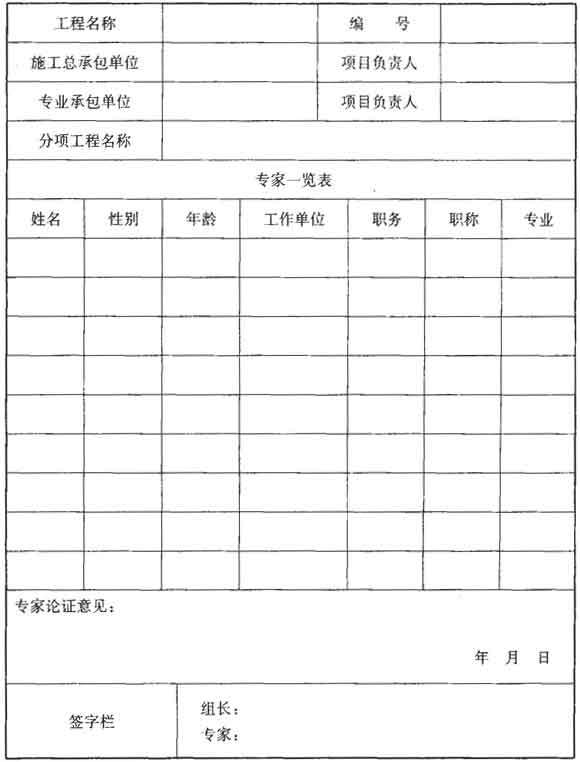 工程名称 编 号
施工总承包单位 项目负责人
专业承包单位 项目负责人
分项工程名称
专家一览表
姓名 性别 年龄 工作单位 职务 职称 专业
专家论证意见：
年 月 日
签字栏
组长：
专家：